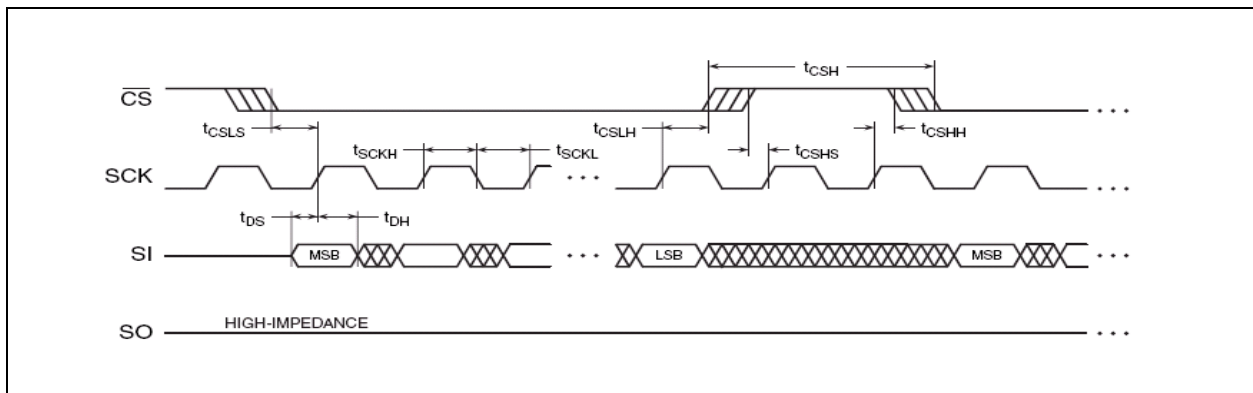 tCSH
CS
tCSLS
tCSLH
tCSHH
tSCKH
tSCKL
tCSHS
SCK
• • •
tDS
tDH
SI
MSB
• • •
LSB
MSB
• • •
HIGH-IMPEDANCE
SO
• • •